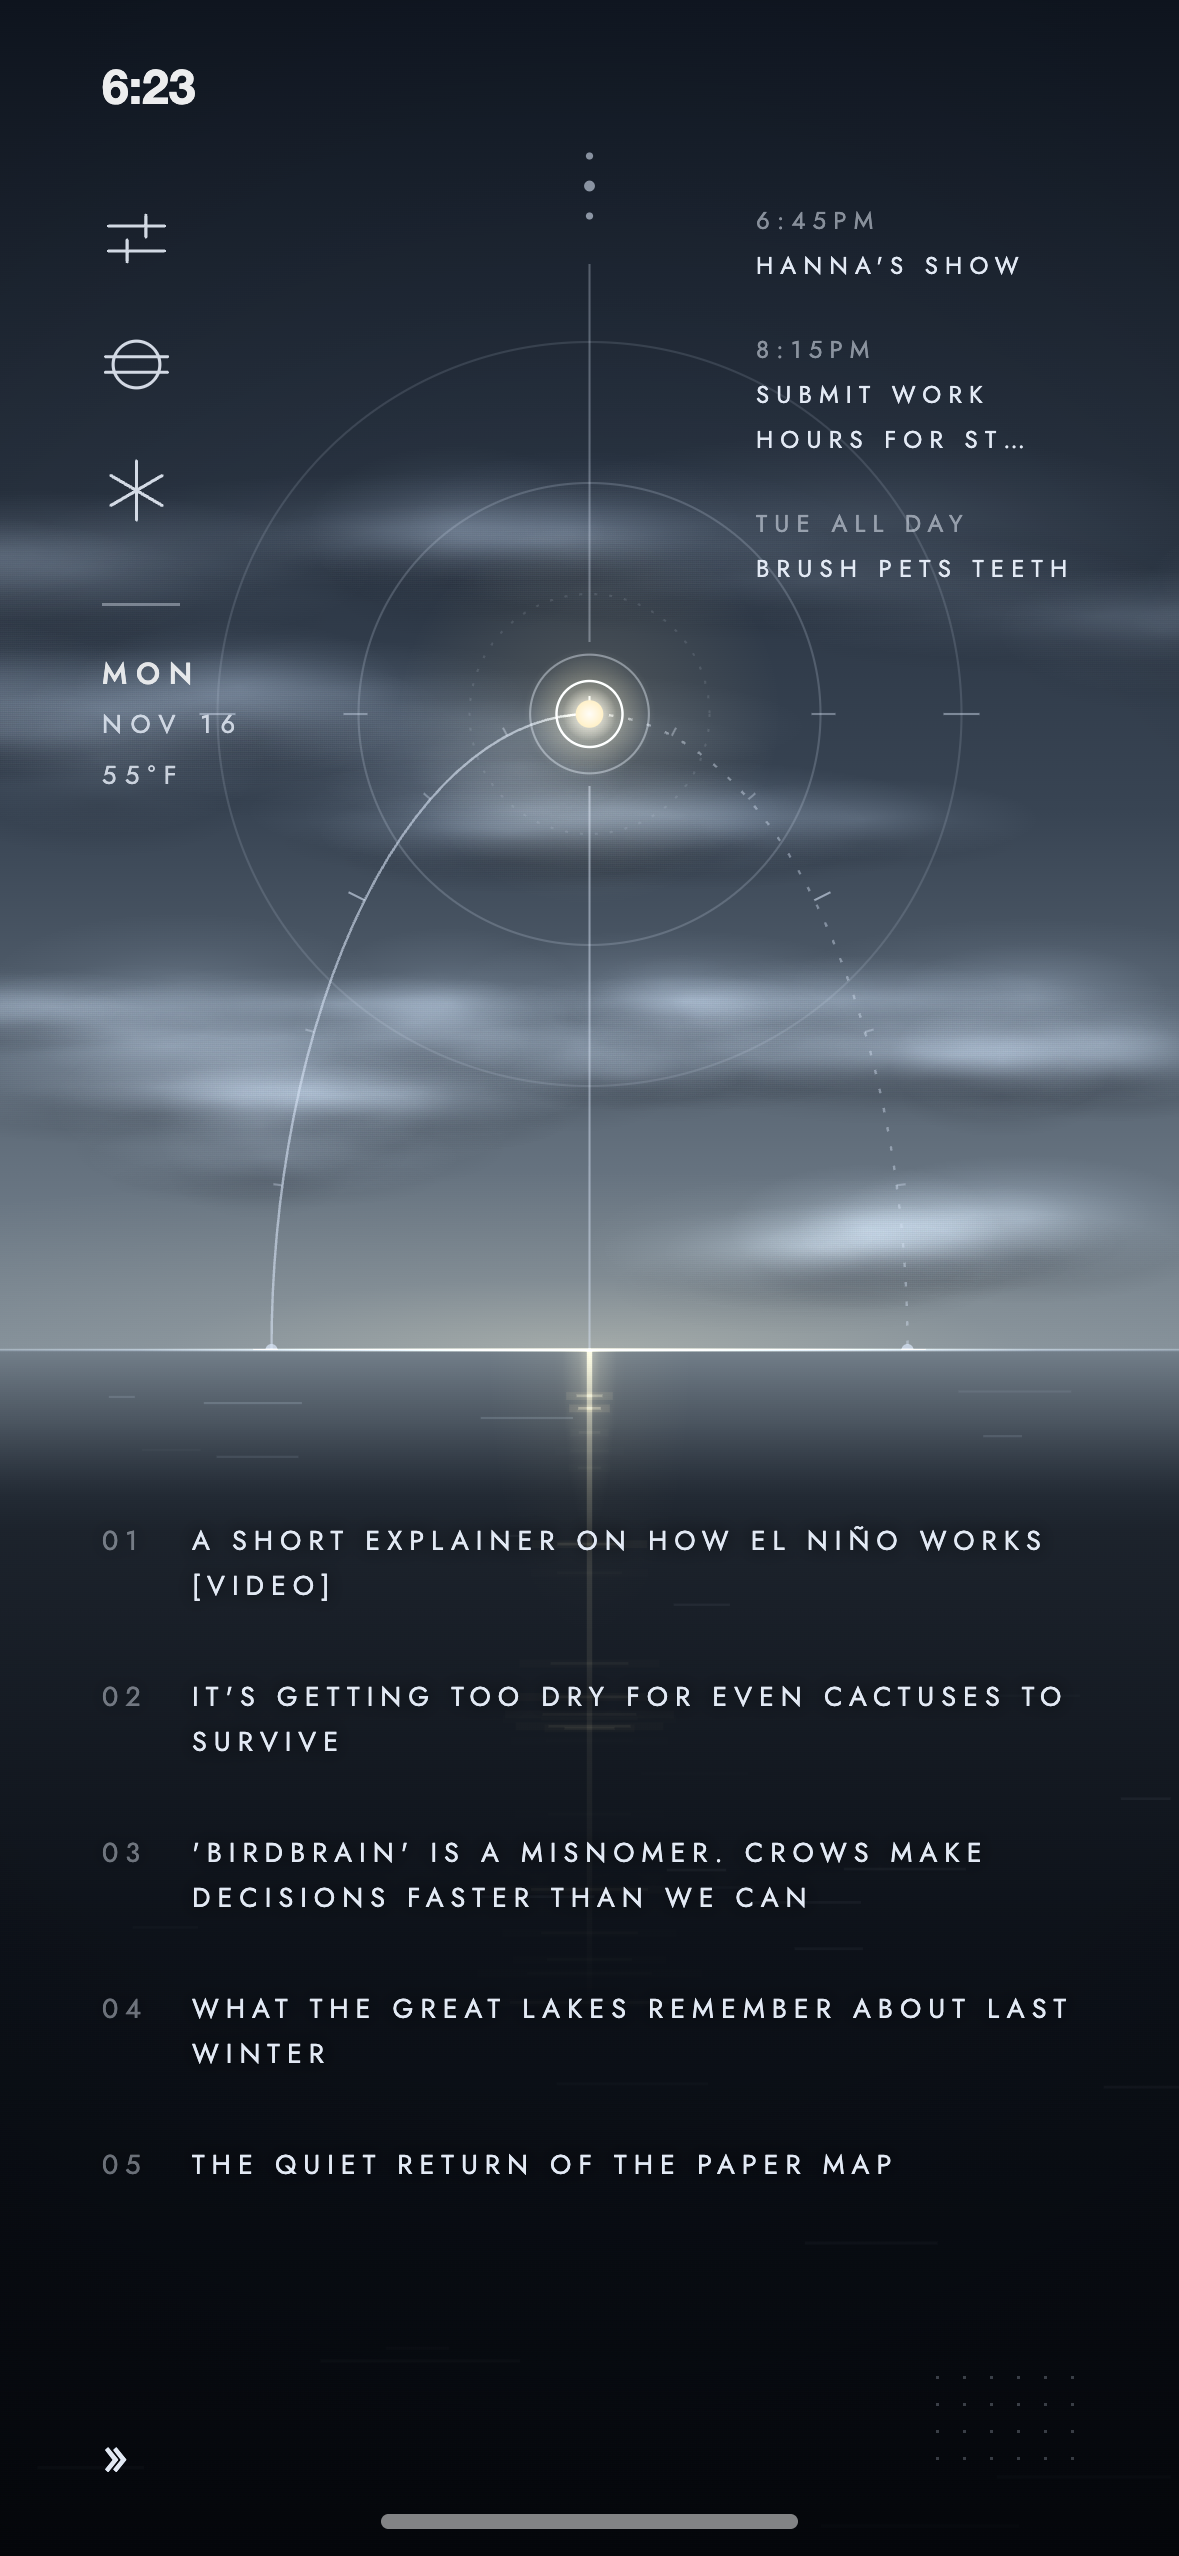 6:23
6:45PM
HANNA'S SHOW
8:15PM
SUBMIT WORK
HOURS FOR ST…
TUE ALL DAY
BRUSH PETS TEETH
MON
NOV 16
55°F
01 A SHORT EXPLAINER ON HOW EL NIÑO WORKS
[VIDEO]
02 IT'S GETTING TOO DRY FOR EVEN CACTUSES TO
SURVIVE
03 'BIRDBRAIN' IS A MISNOMER. CROWS MAKE
DECISIONS FASTER THAN WE CAN
04 WHAT THE GREAT LAKES REMEMBER ABOUT LAST
WINTER
05 THE QUIET RETURN OF THE PAPER MAP
»